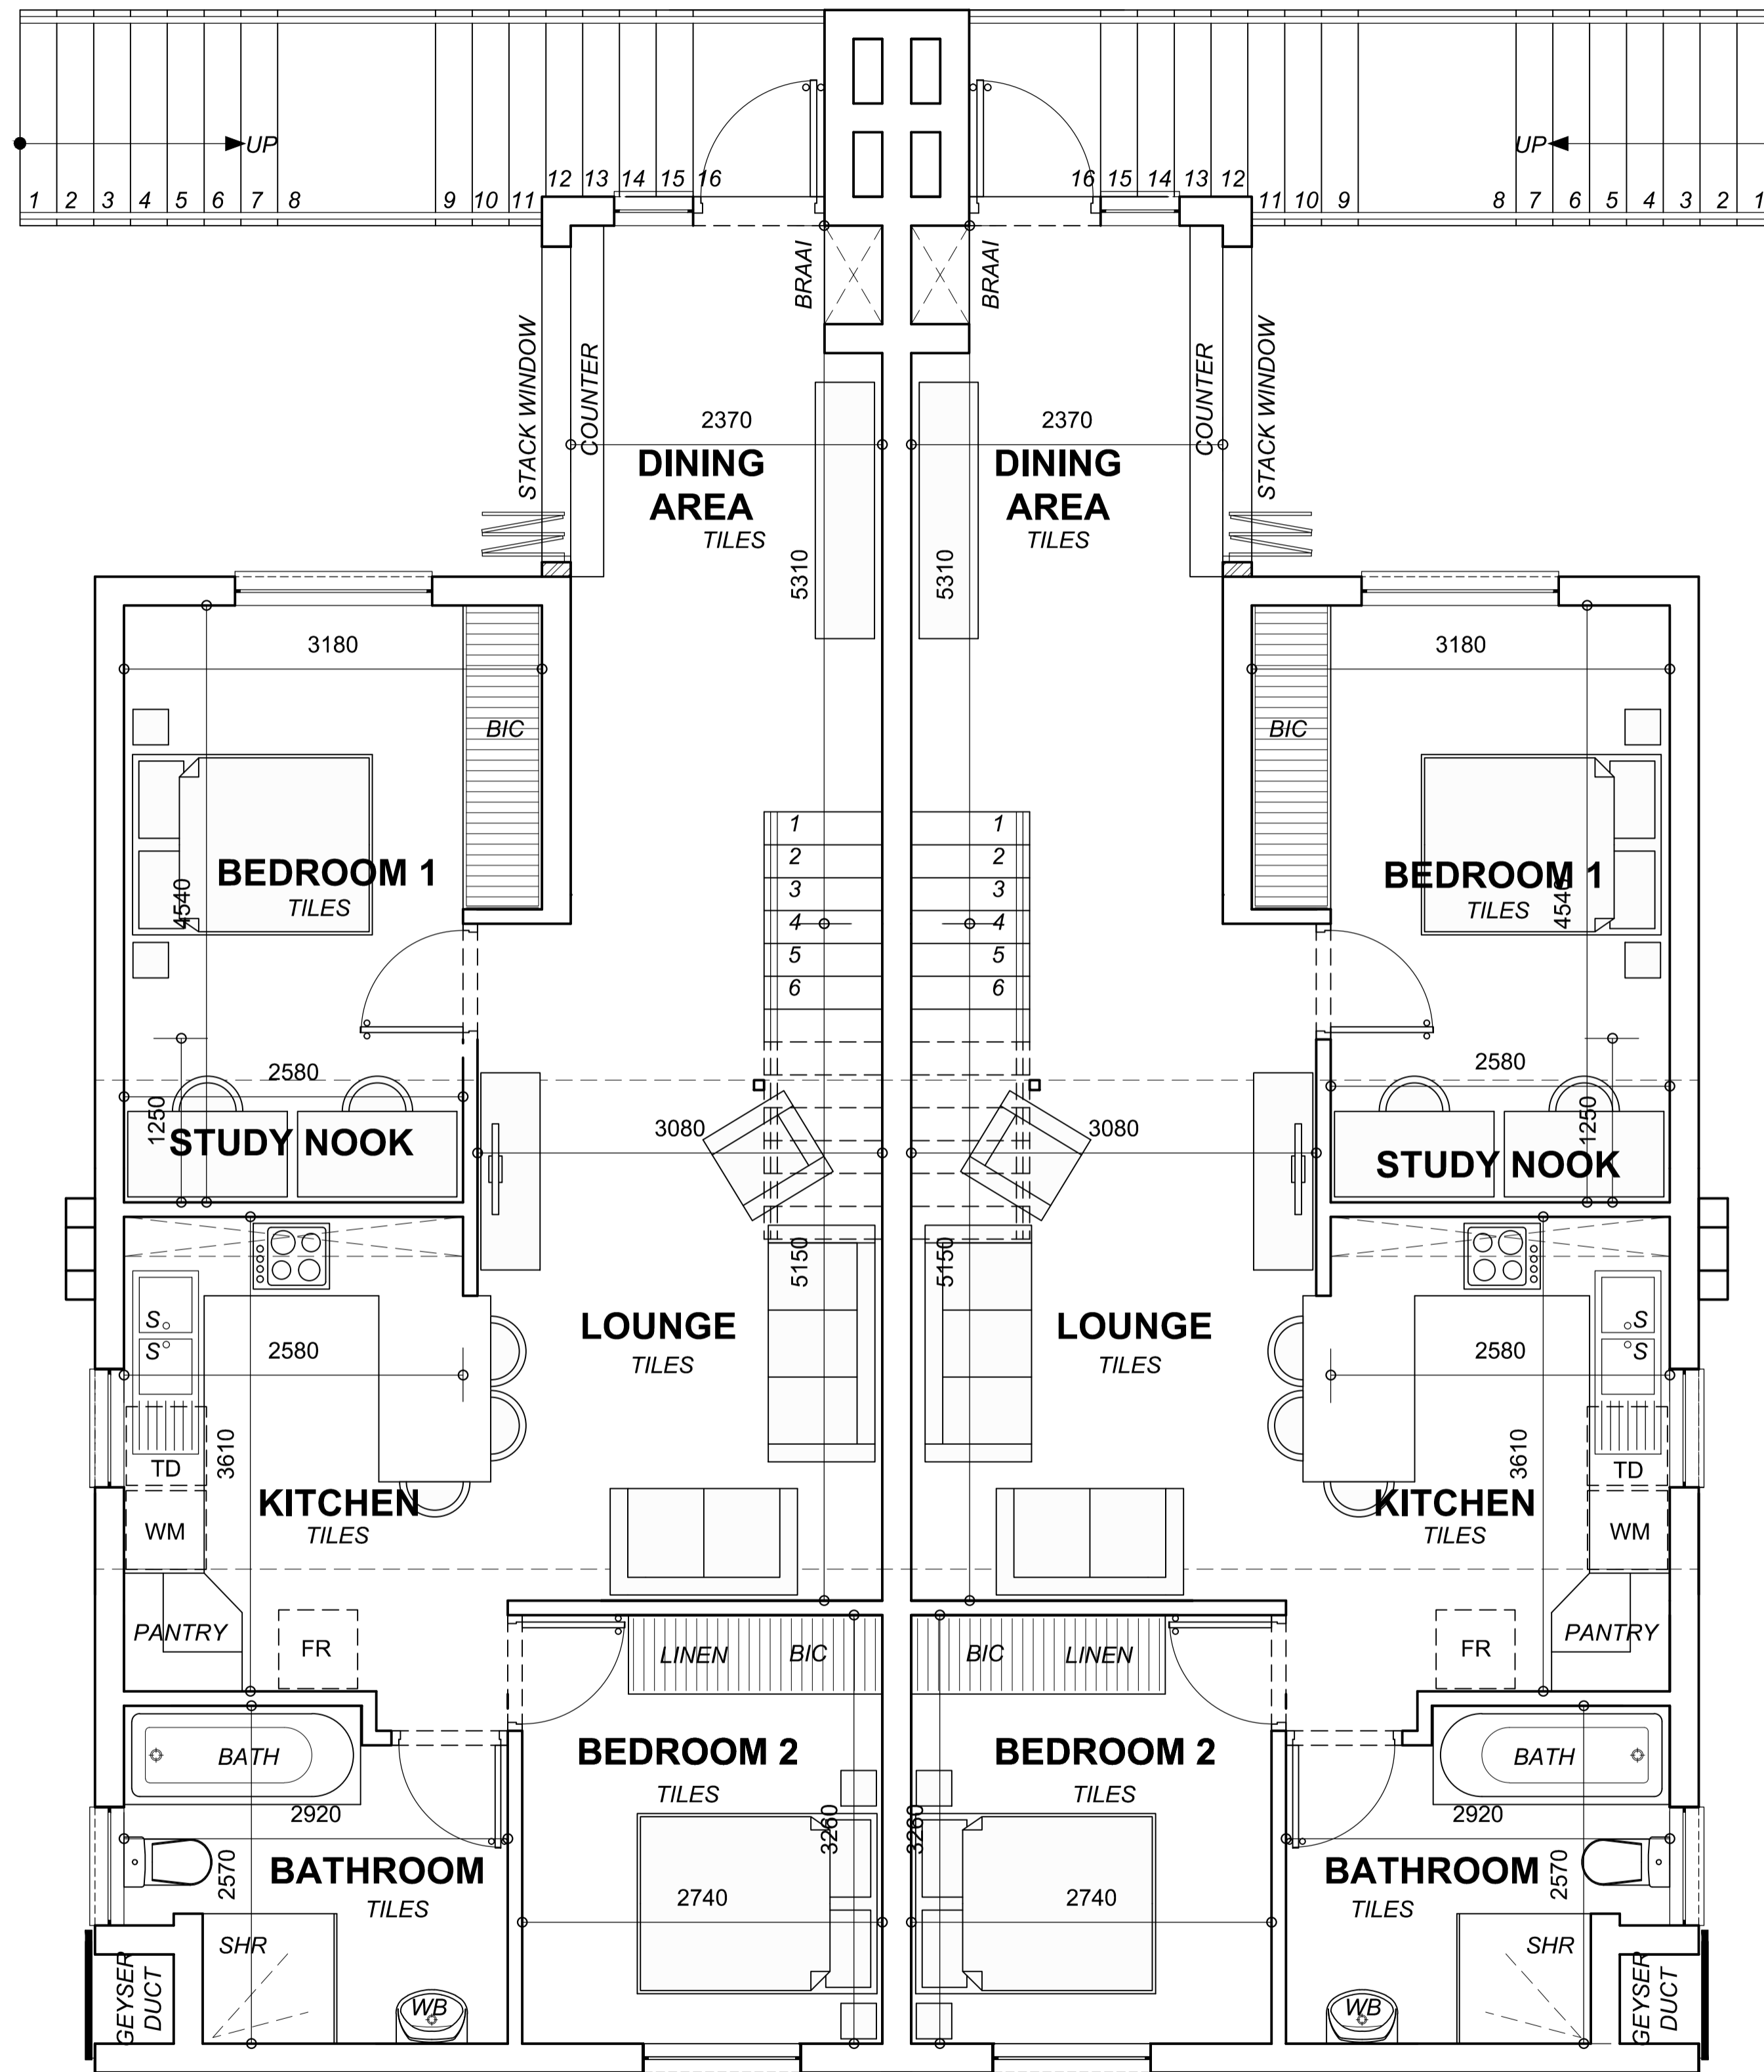 UP
UP
12 13 14 15 16
16 15 14 13 12
1 2 3 4 5 6 7 8
9 10 11
11 10 9
8 7 6 5 4 3 2 1
BRAAI
BRAAI
STACK WINDOW
COUNTER
COUNTER
STACK WINDOW
2370
2370
DINING
AREA
TILES
DINING
AREA
TILES
5310
5310
3180
3180
BIC
BIC
1
2
3
4
5
6
1
2
3
4
5
6
BEDROOM 1
TILES
4540
BEDROOM 1
TILES
4540
2580
2580
1250
1250
STUDY NOOK
STUDY NOOK
3080
3080
5150
5150
LOUNGE
TILES
LOUNGE
TILES
S
S
S
S
2580
2580
3610
3610
TD
TD
WM
WM
KITCHEN
TILES
KITCHEN
TILES
PANTRY
FR
FR
PANTRY
LINEN
BIC
BIC
LINEN
BEDROOM 2
TILES
BEDROOM 2
TILES
BATH
BATH
2920
2920
3260
3260
2570
2570
BATHROOM
TILES
BATHROOM
TILES
2740
2740
SHR
SHR
WB
WB
GEYSER
DUCT
GEYSER
DUCT